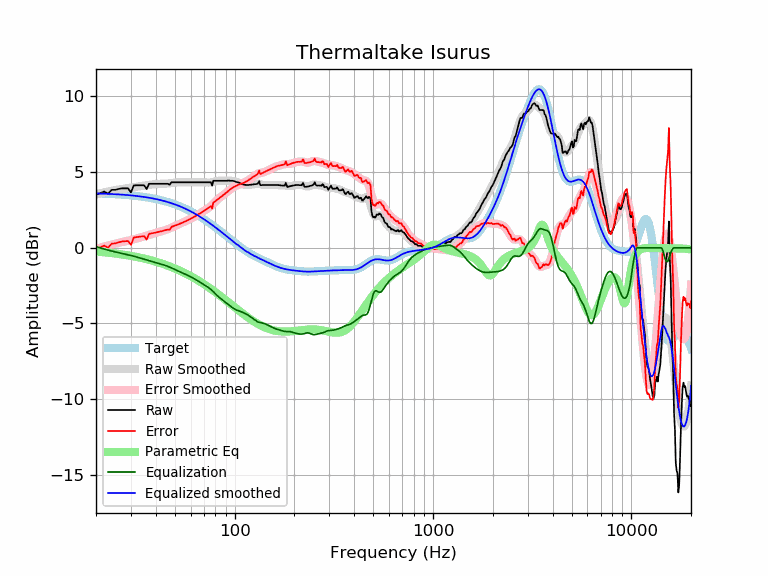 Thermaltake Isurus
10
5
0
−5
−10
−15
Amplitude (dBr)
Target
Raw Smoothed
Error Smoothed
Raw
Error
Parametric Eq
Equalization
Equalized smoothed
100
1000
10000
Frequency (Hz)